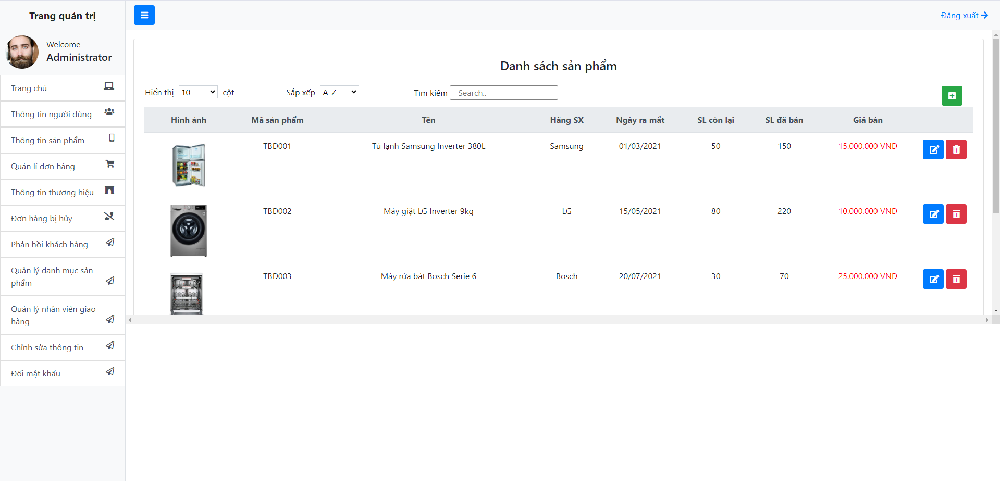 Trang quản trị
Đăng xuất
Welcome
Administrator
Trang chủ
Thông tin người dùng
Thông tin sản phẩm
Quản lí đơn hàng
Thông tin thương hiệu
Đơn hàng bị hủy
Phản hồi khách hàng
Quản lý danh mục sản
phẩm
Quản lý nhân viên giao
hàng
Chỉnh sửa thông tin
Đổi mật khẩu
Danh sách sản phẩm
Hiển thị 10 cột Sắp xếp A-Z Tìm kiếm Search..
Hình ảnh Mã sản phẩm Tên Hãng SX Ngày ra mắt SL còn lại SL đã bán Giá bán
TBD001 Tủ lạnh Samsung Inverter 380L Samsung 01/03/2021 50 150 15.000.000 VND
TBD002 Máy giặt LG Inverter 9kg LG 15/05/2021 80 220 10.000.000 VND
TBD003 Máy rửa bát Bosch Serie 6 Bosch 20/07/2021 30 70 25.000.000 VND